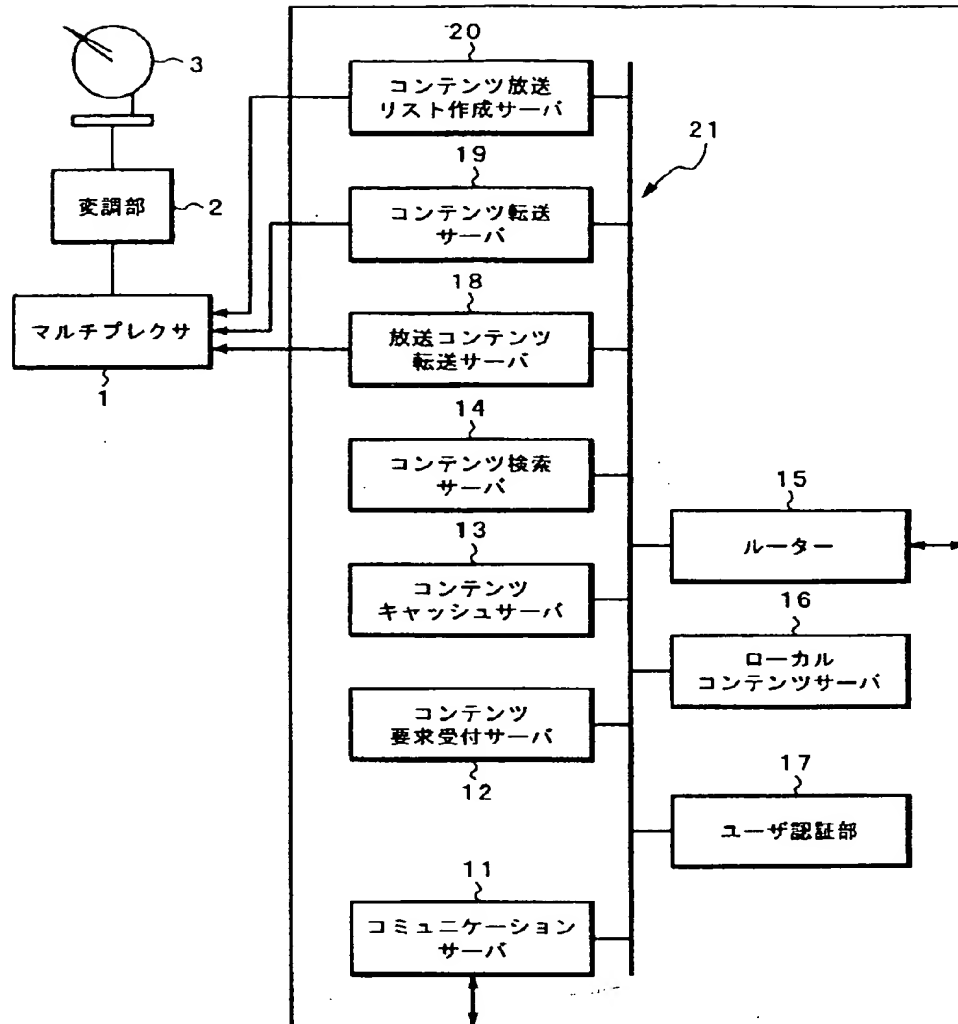 20
コンテンツ放送
リスト作成サーバ
3
21
19
コンテンツ転送
サーバ
変調部
2
18
マルチプレクサ
放送コンテンツ
転送サーバ
1
14
コンテンツ検索
サーバ
15
ルーター
13
コンテンツ
キャッシュサーバ
16
ローカル
コンテンツサーバ
コンテンツ
要求受付サーバ
12
17
ユーザ認証部
11
コミュニケーション
サーバ